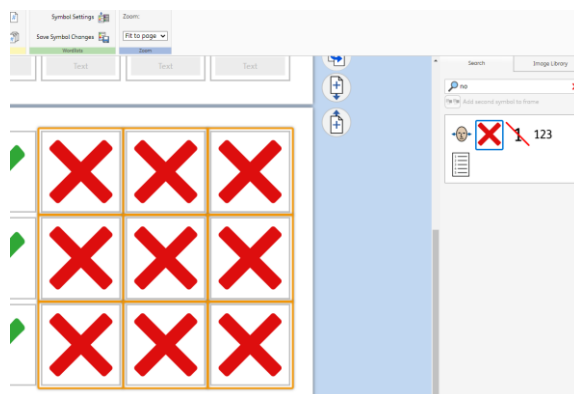 Symbol Settings
Zoom:
Save Symbol Changes
Fit to page
Wordlists
Zoom
Text Text Text
Search Image Library
no
Add second symbol to frame
1 123